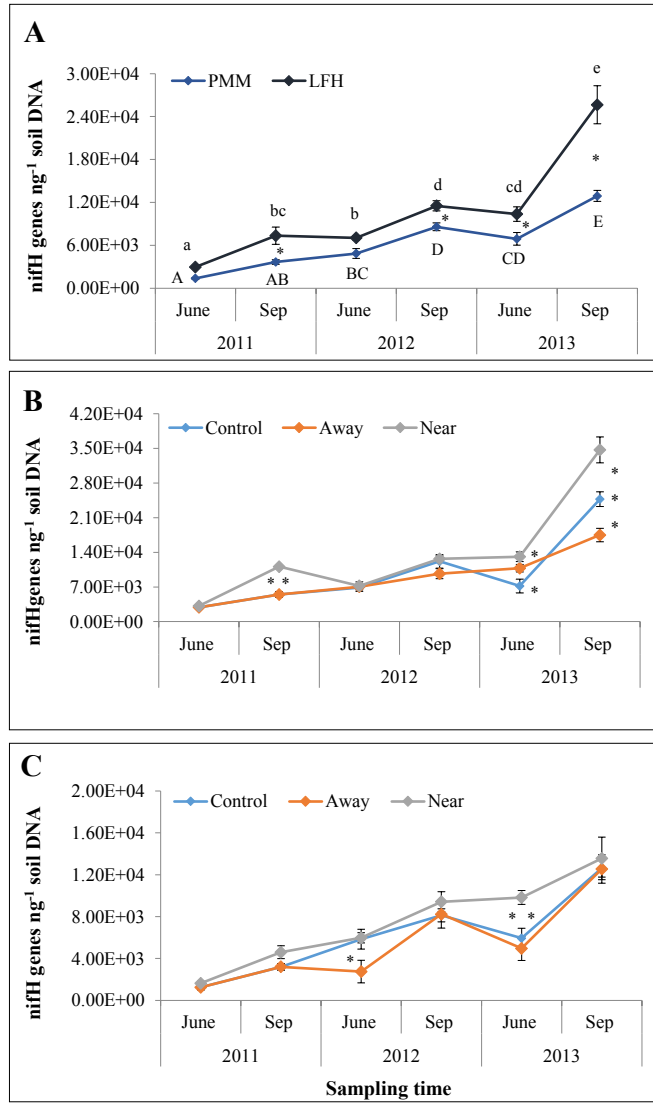 A
nifH genes ng⁻¹ soil DNA
3.00E+04
2.40E+04
1.80E+04
1.20E+04
6.00E+03
0.00E+00
PMM LFH
e
*
E
a bc b d cd
* * *
A AB BC D CD
June Sep June Sep June Sep
2011 2012 2013
B
nifHgenes ng⁻¹ soil DNA
4.20E+04
3.50E+04
2.80E+04
2.10E+04
1.40E+04
7.00E+03
0.00E+00
Control Away Near
*
*
*
* * *
*
June Sep June Sep June Sep
2011 2012 2013
C
nifH genes ng⁻¹ soil DNA
2.00E+04
1.60E+04
1.20E+04
8.00E+03
4.00E+03
0.00E+00
Control Away Near
* *
*
June Sep June Sep June Sep
2011 2012 2013
Sampling time